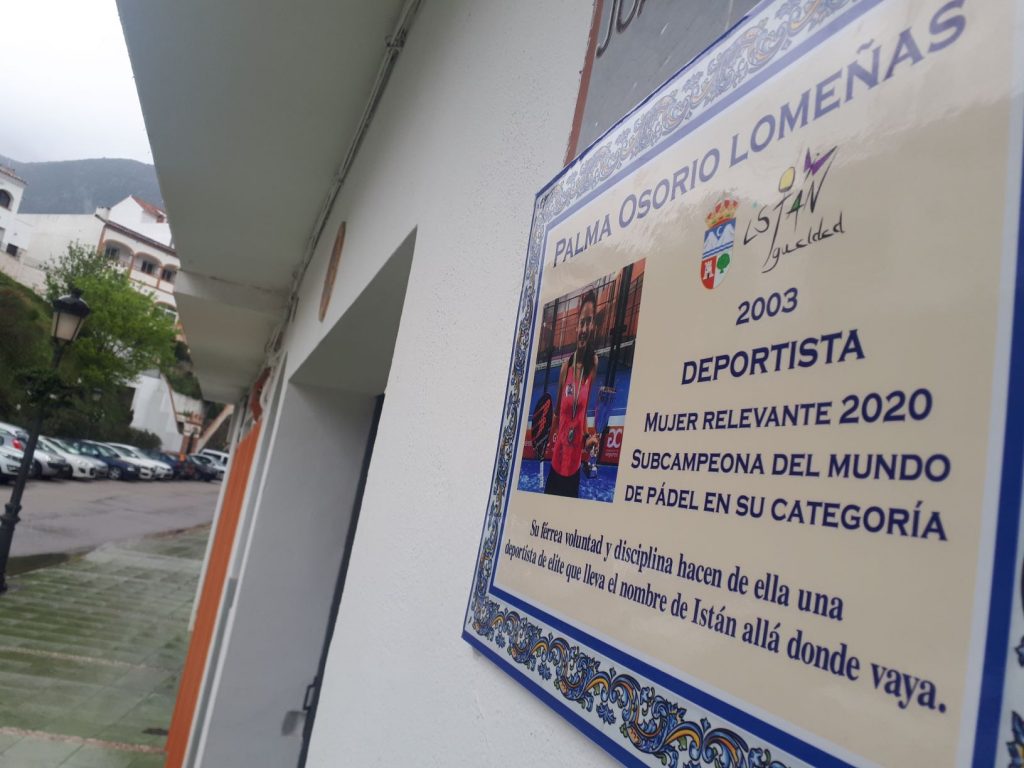 PALMA OSORIO LOMEÑAS
ISTÁN
Igualdad
2003
DEPORTISTA
MUJER RELEVANTE 2020
SUBCAMPEONA DEL MUNDO
DE PÁDEL EN SU CATEGORÍA
Su férrea voluntad y disciplina hacen de ella una
deportista de elite que lleva el nombre de Istán allá donde vaya.